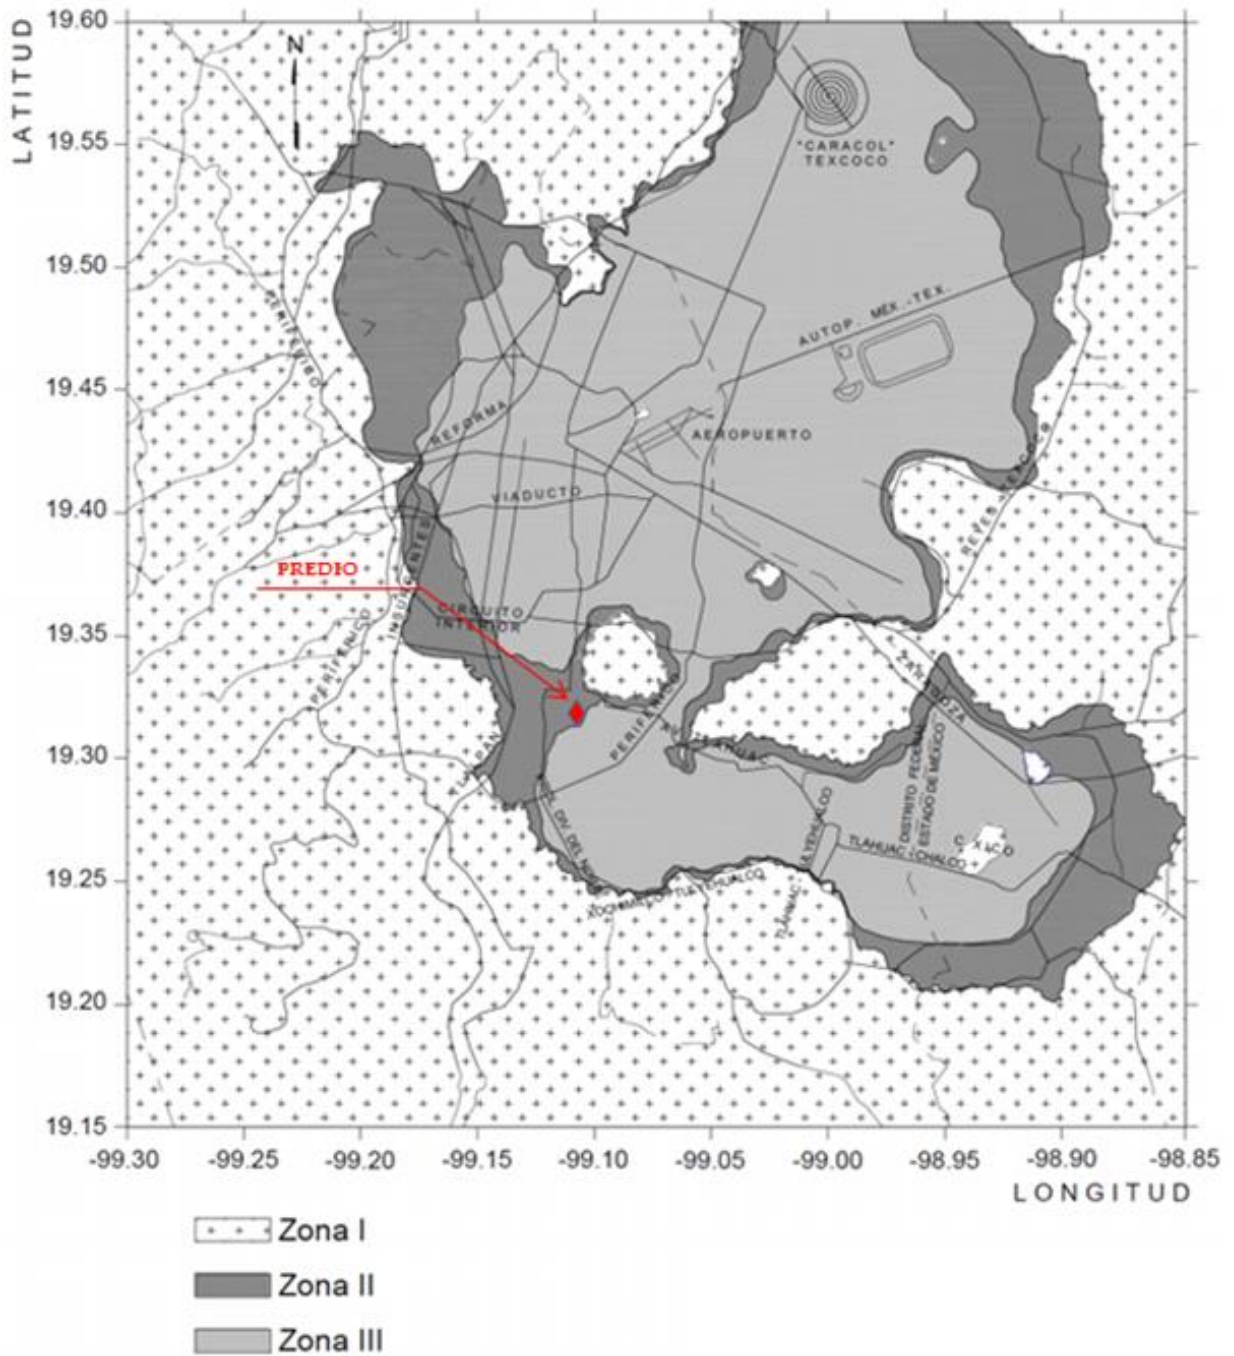 LATITUD
19.60
19.55
19.50
19.45
19.40
19.35
19.30
19.25
19.20
19.15
N
"CARACOL"
TEXCOCO
PERIFERICO
AUTOP. MEX.-TEX.
REFORMA
AEROPUERTO
VIADUCTO
REYES - TEXCOCO
INSURGENTES
PREDIO
CIRCUITO
INTERIOR
PERIFERICO
ZARAGOZA
PERIFERICO
DISTRITO FEDERAL
ESTADO DE MÉXICO
TLAHUAC - CHALCO
XOCHIMILCO - TULYEHUALCO
-99.30
-99.25
-99.20
-99.15
-99.10
-99.05
-99.00
-98.95
-98.90
-98.85
LONGITUD
Zona I
Zona II
Zona III